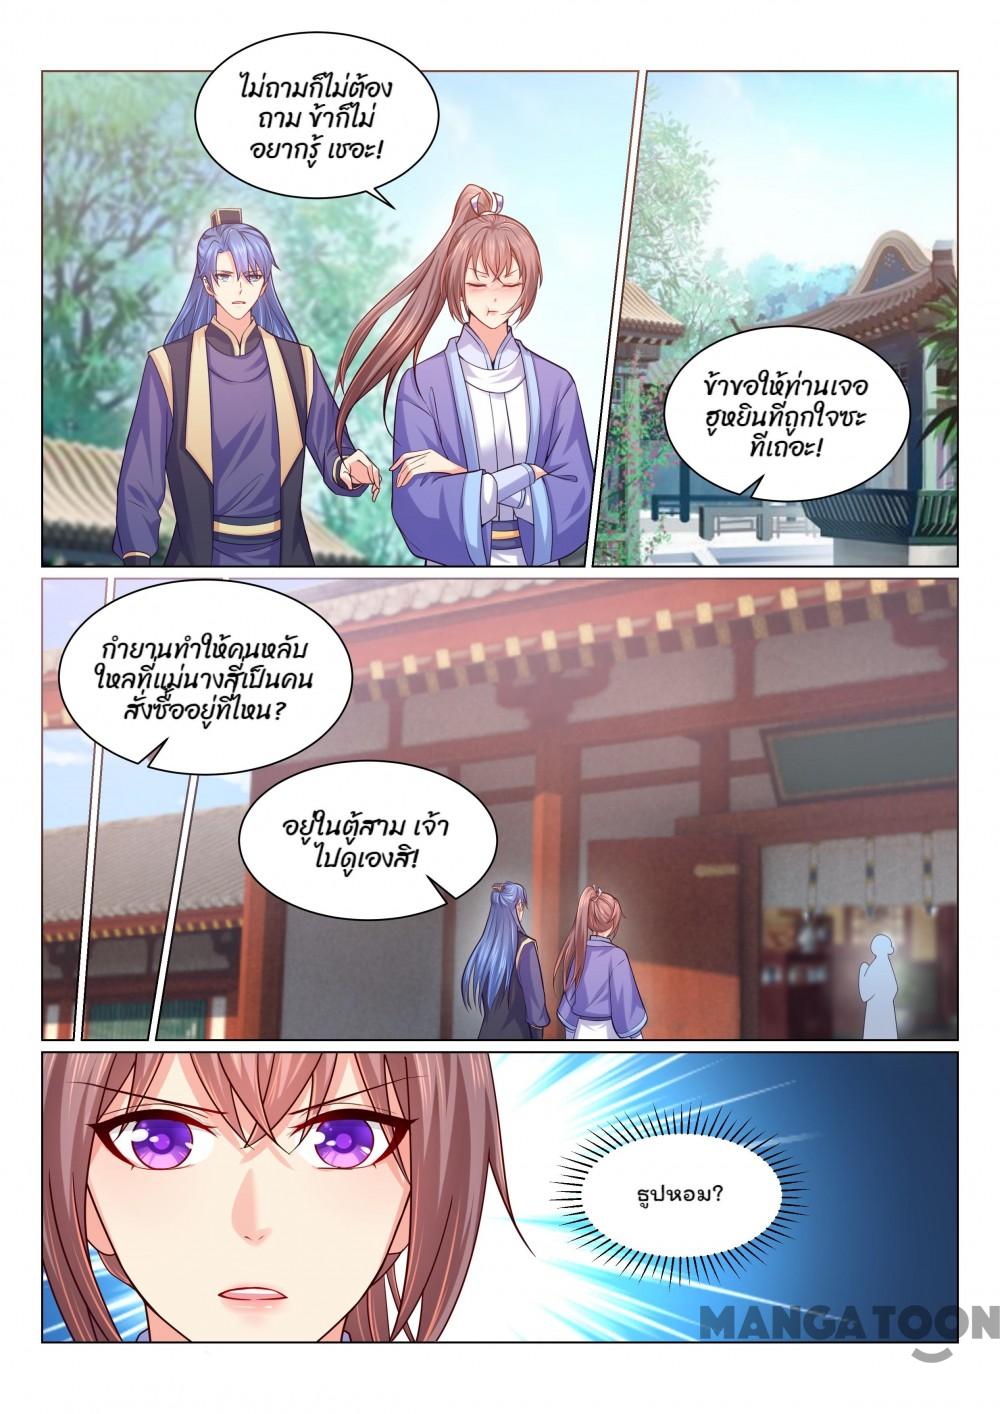 ไม่ถามก็ไม่ต้อง
ถาม ข้าก็ไม่
อยากรู้ เชอะ!
ข้าขอให้ท่านเจอ
ฮูหยินที่ถูกใจซะ
ทีเถอะ!
กำยานทำให้คนหลับ
ใหลที่แม่นางสี่เป็นคน
สั่งซื้ออยู่ที่ไหน?
อยู่ในตู้สาม เจ้า
ไปดูเองสิ!
ธูปหอม?
MANGATOON